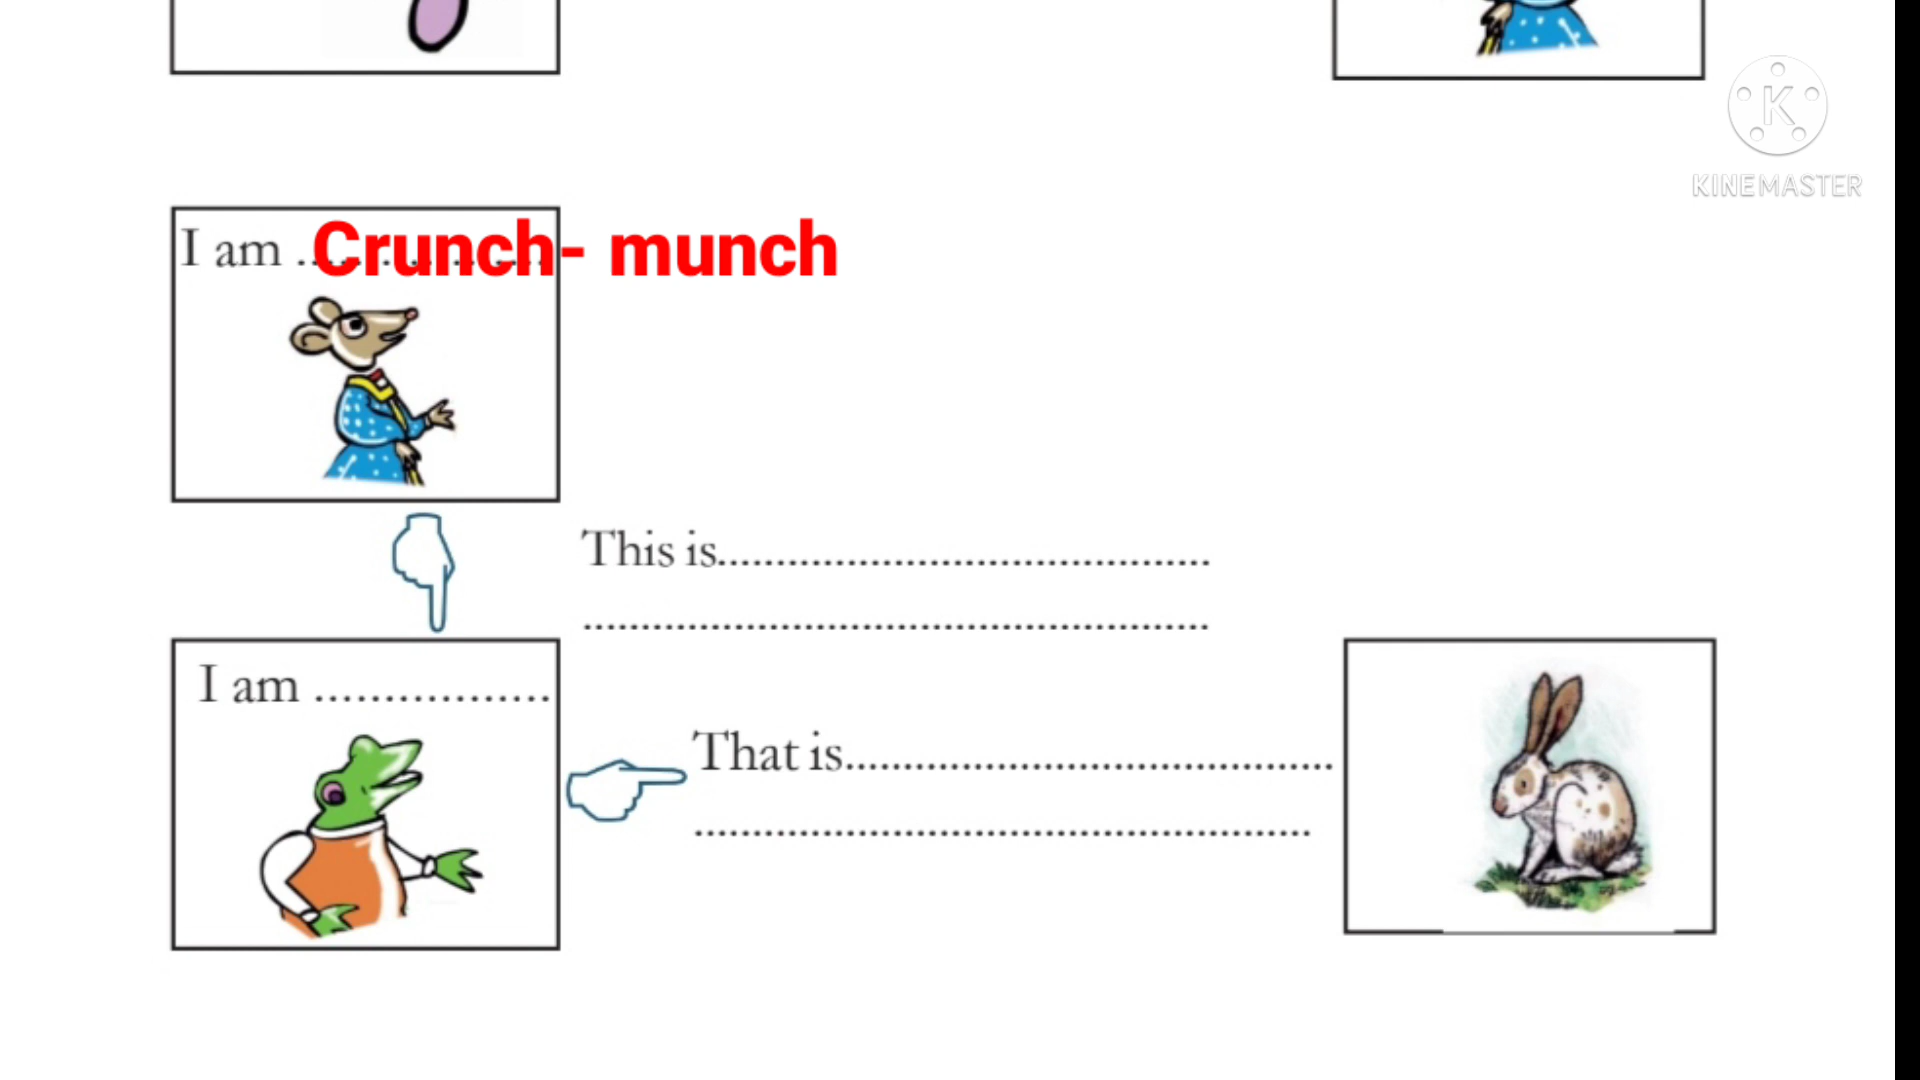 KINEMASTER
I am ................ Crunch- munch
This is..........................................
......................................................
I am .................
That is..........................................
.....................................................